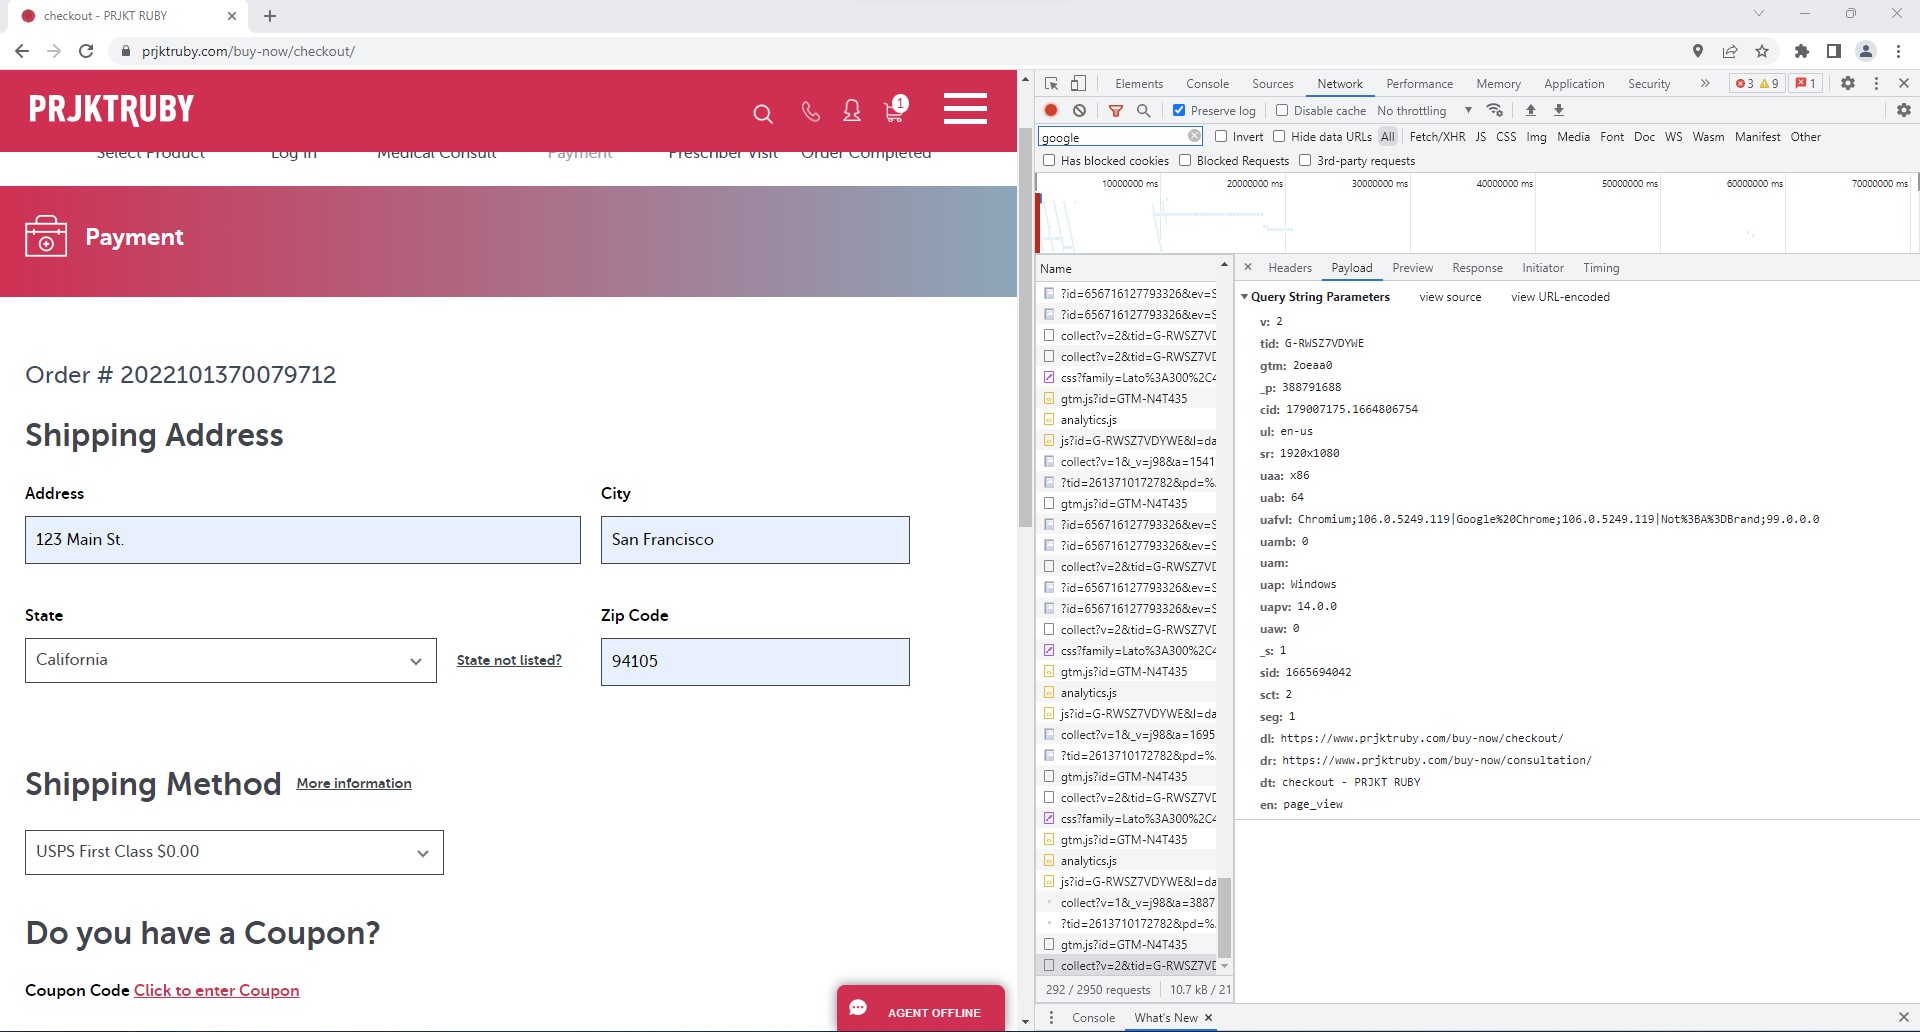 checkout - PRJKT RUBY
prjktruby.com/buy-now/checkout/
PRJKTRUBY
1
Select Product Log In Medical Consult Payment Prescriber Visit Order Completed
Payment
Order # 2022101370079712
Shipping Address
Address City
123 Main St. San Francisco
State Zip Code
California State not listed? 94105
Shipping Method More information
USPS First Class $0.00
Do you have a Coupon?
Coupon Code Click to enter Coupon
AGENT OFFLINE
Elements Console Sources Network Performance Memory Application Security 3 9 1
Preserve log Disable cache No throttling
google Invert Hide data URLs All Fetch/XHR JS CSS Img Media Font Doc WS Wasm Manifest Other
Has blocked cookies Blocked Requests 3rd-party requests
10000000 ms 20000000 ms 30000000 ms 40000000 ms 50000000 ms 60000000 ms 70000000 ms
Name
?id=656716127793326&ev=S
?id=656716127793326&ev=S
collect?v=2&tid=G-RWSZ7VD
collect?v=2&tid=G-RWSZ7VD
css?family=Lato%3A300%2C4
gtm.js?id=GTM-N4T435
analytics.js
js?id=G-RWSZ7VDYWE&l=da
collect?v=1&_v=j98&a=1541
?tid=2613710172782&pd=%.
gtm.js?id=GTM-N4T435
?id=656716127793326&ev=S
?id=656716127793326&ev=S
collect?v=2&tid=G-RWSZ7VD
?id=656716127793326&ev=S
?id=656716127793326&ev=S
collect?v=2&tid=G-RWSZ7VD
css?family=Lato%3A300%2C4
gtm.js?id=GTM-N4T435
analytics.js
js?id=G-RWSZ7VDYWE&l=da
collect?v=1&_v=j98&a=1695
?tid=2613710172782&pd=%.
gtm.js?id=GTM-N4T435
collect?v=2&tid=G-RWSZ7VD
css?family=Lato%3A300%2C4
gtm.js?id=GTM-N4T435
analytics.js
js?id=G-RWSZ7VDYWE&l=da
collect?v=1&_v=j98&a=3887
?tid=2613710172782&pd=%.
gtm.js?id=GTM-N4T435
collect?v=2&tid=G-RWSZ7VD
292 / 2950 requests 10.7 kB / 21
Headers Payload Preview Response Initiator Timing
Query String Parameters view source view URL-encoded
v: 2
tid: G-RWSZ7VDYWE
gtm: 2oeaa0
_p: 388791688
cid: 179007175.1664806754
ul: en-us
sr: 1920x1080
uaa: x86
uab: 64
uafvl: Chromium;106.0.5249.119|Google%20Chrome;106.0.5249.119|Not%3BA%3DBrand;99.0.0.0
uamb: 0
uam:
uap: Windows
uapv: 14.0.0
uaw: 0
_s: 1
sid: 1665694042
sct: 2
seg: 1
dl: https://www.prjktruby.com/buy-now/checkout/
dr: https://www.prjktruby.com/buy-now/consultation/
dt: checkout - PRJKT RUBY
en: page_view
Console What's New